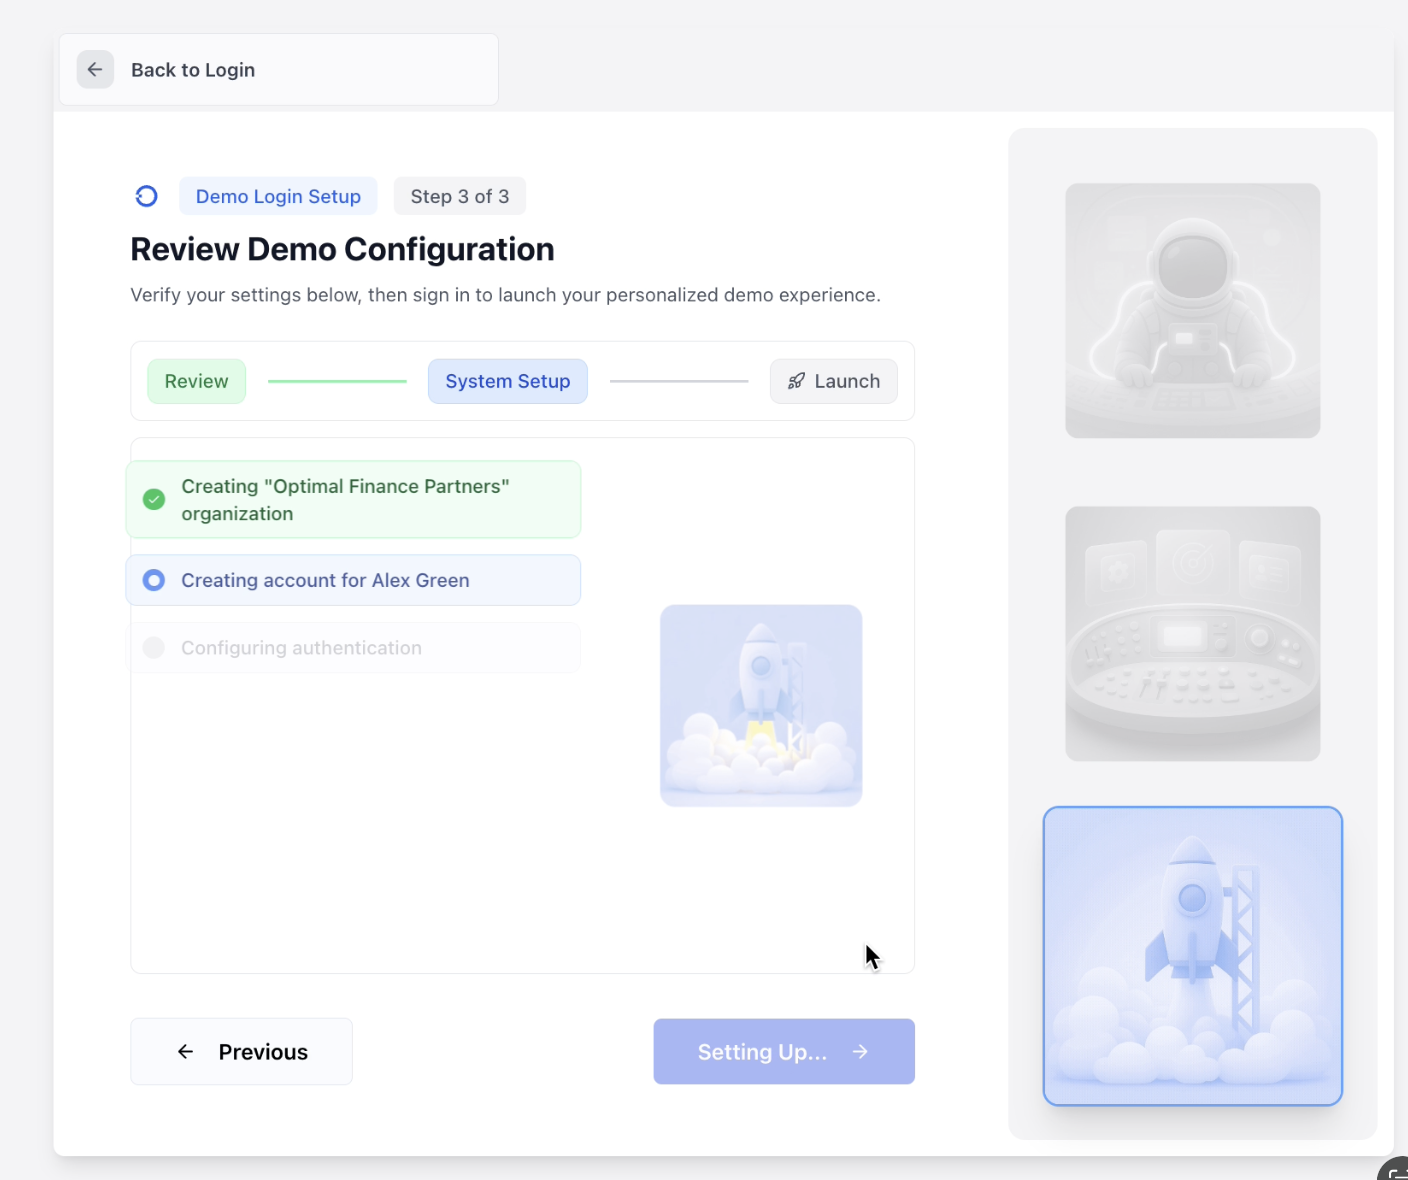 Back to Login
Demo Login Setup
Step 3 of 3
Review Demo Configuration
Verify your settings below, then sign in to launch your personalized demo experience.
Review
System Setup
Launch
Creating "Optimal Finance Partners"
organization
Creating account for Alex Green
Configuring authentication
Previous
Setting Up...